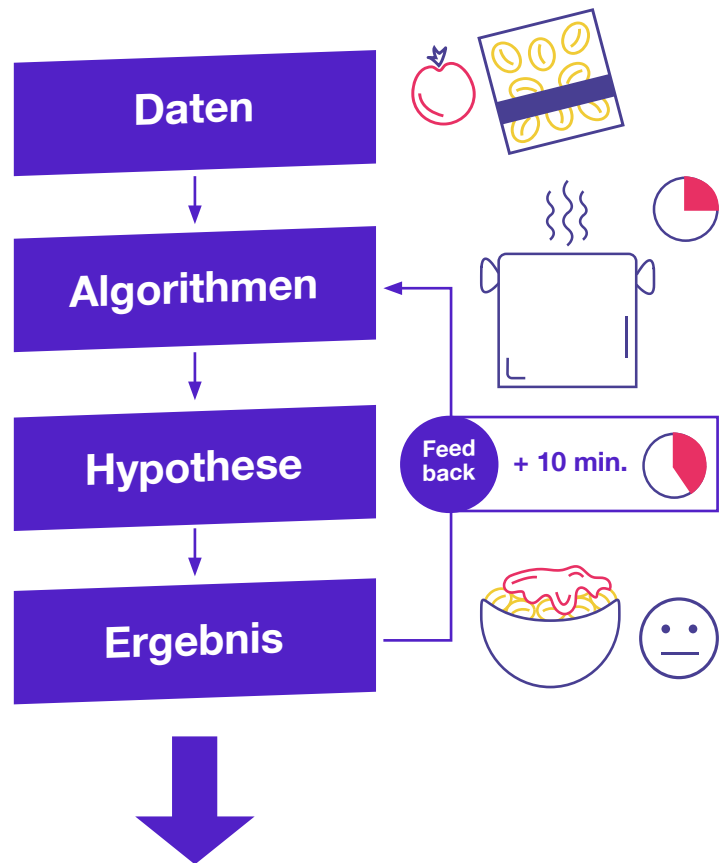 Daten
Algorithmen
Hypothese
Feed
back
+ 10 min.
Ergebnis